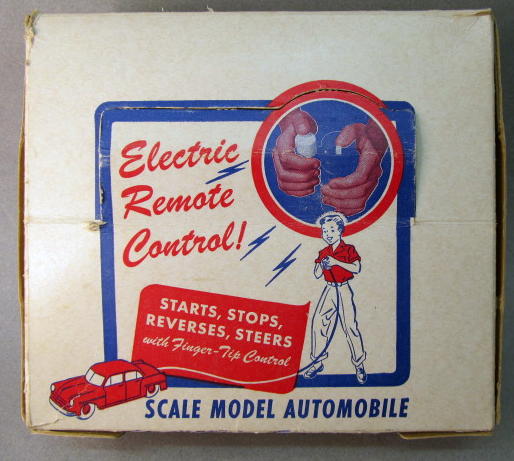 Electric
Remote
Control!
STARTS, STOPS,
REVERSES, STEERS
with Finger-Tip Control
SCALE MODEL AUTOMOBILE